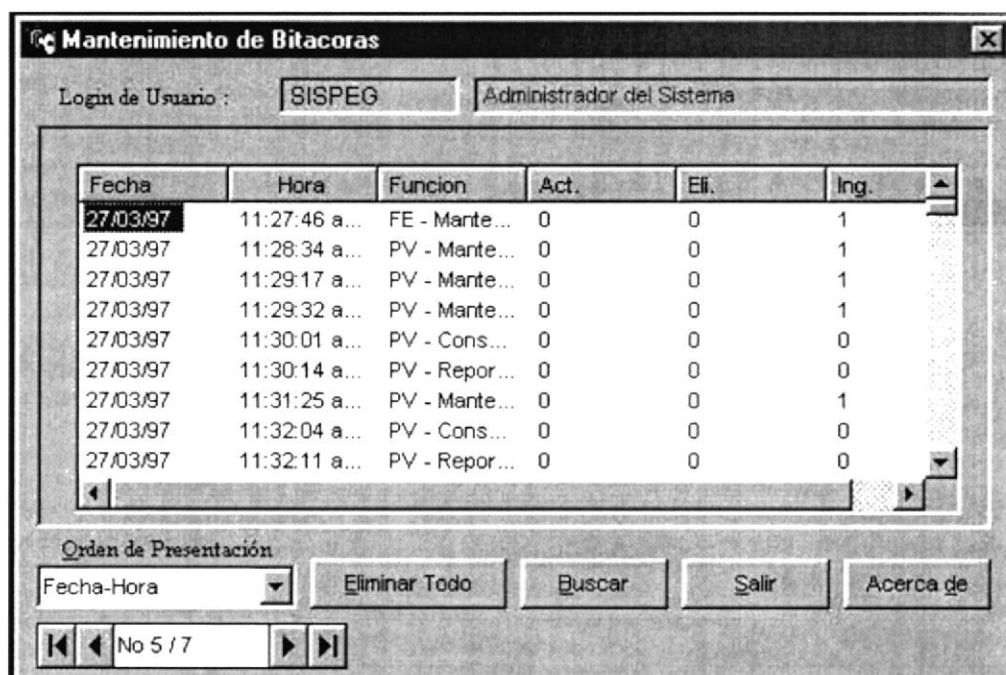 Mantenimiento de Bitacoras
Login de Usuario : SISPEG Administrador del Sistema
Fecha Hora Funcion Act. Eli. Ing.
27/03/97 11:27:46 a... FE - Mante... 0 0 1
27/03/97 11:28:34 a... PV - Mante... 0 0 1
27/03/97 11:29:17 a... PV - Mante... 0 0 1
27/03/97 11:29:32 a... PV - Mante... 0 0 1
27/03/97 11:30:01 a... PV - Cons... 0 0 0
27/03/97 11:30:14 a... PV - Repor... 0 0 0
27/03/97 11:31:25 a... PV - Mante... 0 0 1
27/03/97 11:32:04 a... PV - Cons... 0 0 0
27/03/97 11:32:11 a... PV - Repor... 0 0 0
Orden de Presentación
Fecha-Hora Eliminar Todo Buscar Salir Acerca de
No 5 / 7